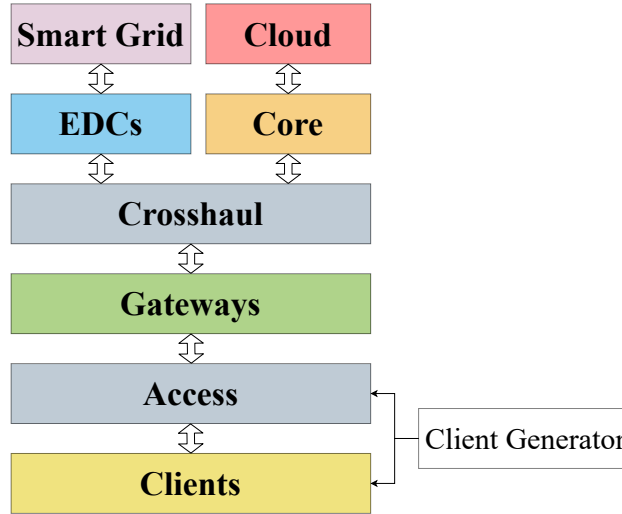 Smart Grid
Cloud
EDCs
Core
Crosshaul
Gateways
Access
Client Generator
Clients